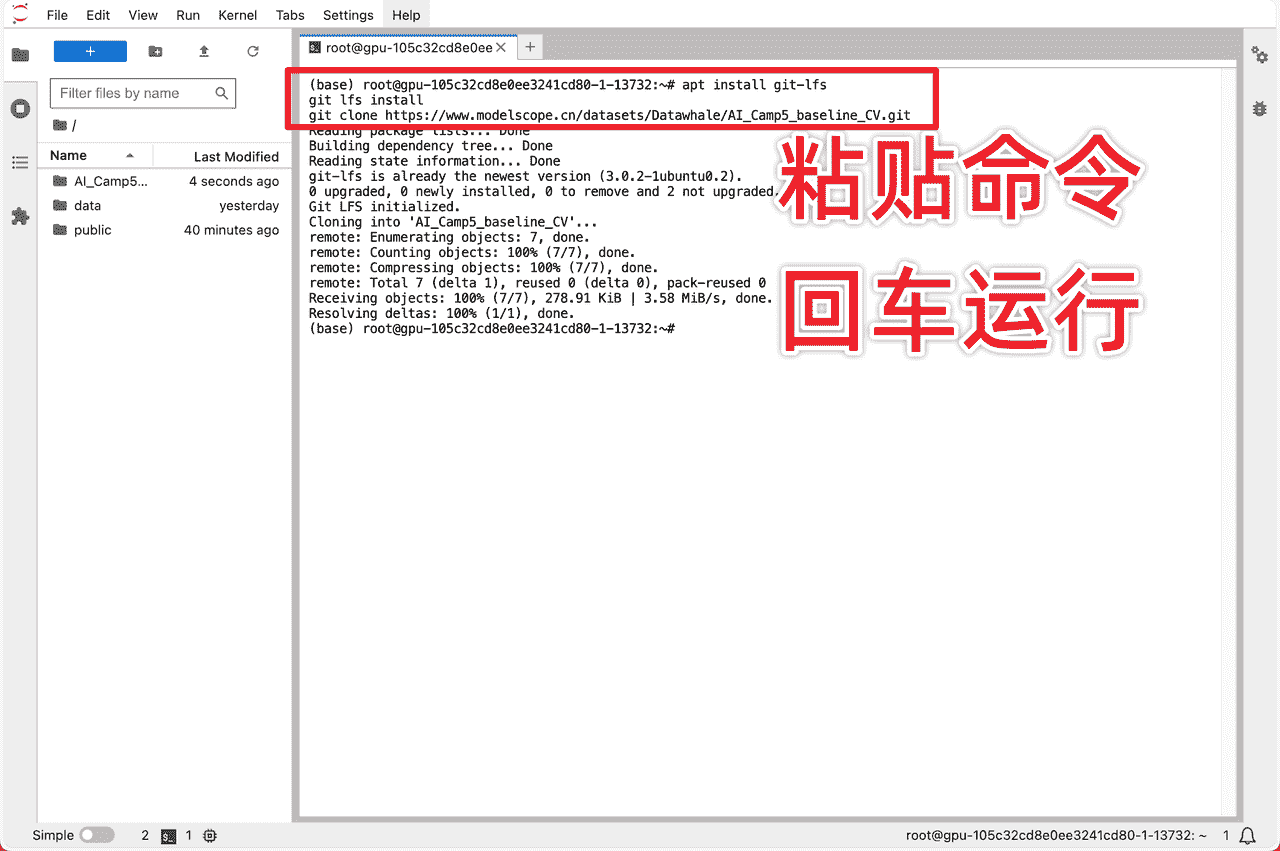 File Edit View Run Kernel Tabs Settings Help
root@gpu-105c32cd8e0ee
Filter files by name
/
Name Last Modified
AI_Camp5... 4 seconds ago
data yesterday
public 40 minutes ago
(base) root@gpu-105c32cd8e0ee3241cd80-1-13732:~# apt install git-lfs
git lfs install
git clone https://www.modelscope.cn/datasets/Datawhale/AI_Camp5_baseline_CV.git
Reading package lists... Done
Building dependency tree... Done
Reading state information... Done
git-lfs is already the newest version (3.0.2-1ubuntu0.2).
0 upgraded, 0 newly installed, 0 to remove and 2 not upgraded.
Git LFS initialized.
Cloning into 'AI_Camp5_baseline_CV'...
remote: Enumerating objects: 7, done.
remote: Counting objects: 100% (7/7), done.
remote: Compressing objects: 100% (7/7), done.
remote: Total 7 (delta 1), reused 0 (delta 0), pack-reused 0
Receiving objects: 100% (7/7), 278.91 KiB | 3.58 MiB/s, done.
Resolving deltas: 100% (1/1), done.
(base) root@gpu-105c32cd8e0ee3241cd80-1-13732:~#
粘贴命令
回车运行
Simple 2 1 root@gpu-105c32cd8e0ee3241cd80-1-13732: ~ 1